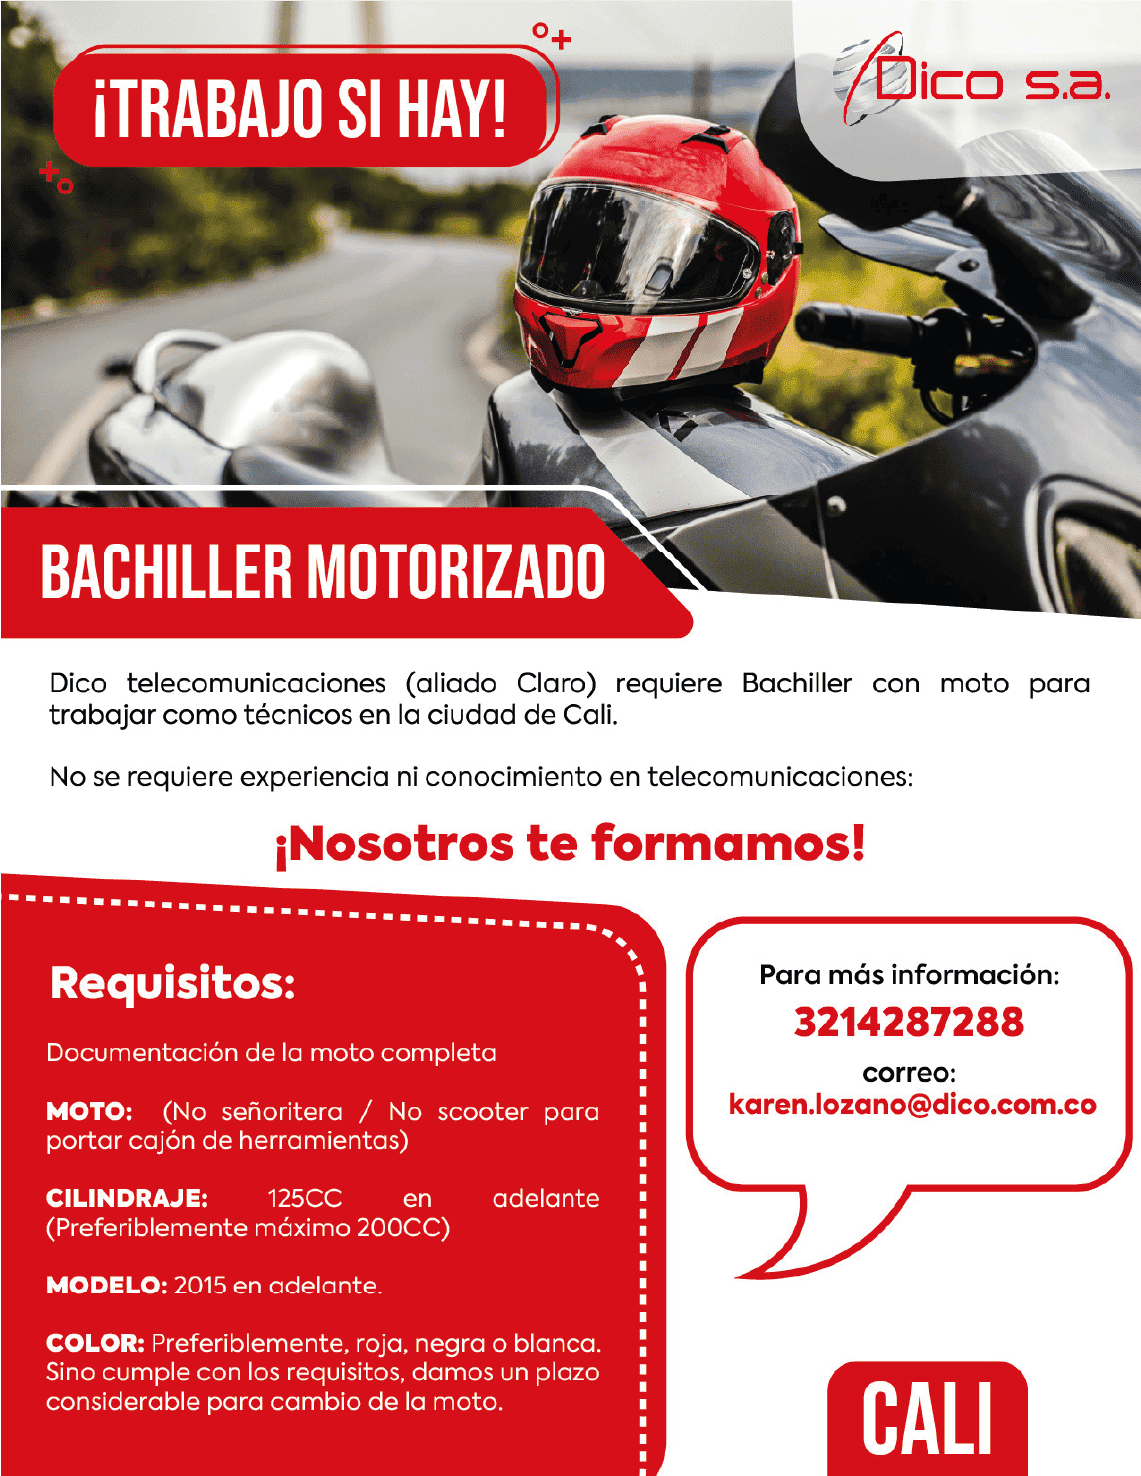 ¡TRABAJO SI HAY!
Dico s.a.
BACHILLER MOTORIZADO
Dico telecomunicaciones (aliado Claro) requiere Bachiller con moto para
trabajar como técnicos en la ciudad de Cali.
No se requiere experiencia ni conocimiento en telecomunicaciones:
¡Nosotros te formamos!
Requisitos:
Documentación de la moto completa
MOTO: (No señoritera / No scooter para
portar cajón de herramientas)
CILINDRAJE: 125CC en adelante
(Preferiblemente máximo 200CC)
MODELO: 2015 en adelante.
COLOR: Preferiblemente, roja, negra o blanca.
Sino cumple con los requisitos, damos un plazo
considerable para cambio de la moto.
Para más información:
3214287288
correo:
karen.lozano@dico.com.co
CALI